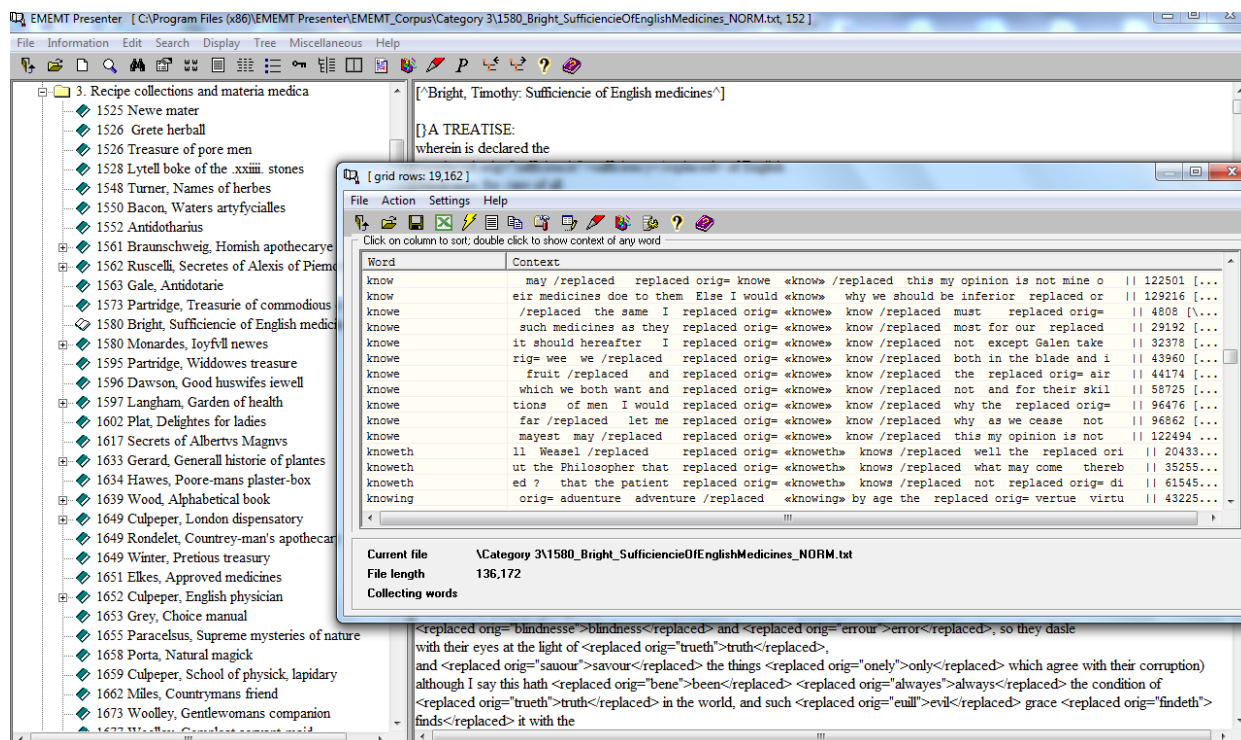 EMEMT Presenter [ C:\Program Files (x86)\EMEMT Presenter\EMEMT_Corpus\Category 3\1580_Bright_SufficiencieOfEnglishMedicines_NORM.txt, 152 ]
File Information Edit Search Display Tree Miscellaneous Help
3. Recipe collections and materia medica
1525 Newe mater
1526 Grete herball
1526 Treasure of pore men
1528 Lytell boke of the .xxiiii. stones
1548 Turner, Names of herbes
1550 Bacon, Waters artyfycialles
1552 Antidotharius
1561 Braunschweig, Homish apothecarye
1562 Ruscelli, Secretes of Alexis of Piemo
1563 Gale, Antidotarie
1573 Partridge, Treasurie of commodious
1580 Bright, Sufficiencie of English medici
1580 Monardes, Ioyfvll newes
1595 Partridge, Widdowes treasure
1596 Dawson, Good huswifes iewell
1597 Langham, Garden of health
1602 Plat, Delightes for ladies
1617 Secrets of Albertvs Magnvs
1633 Gerard, Generall historie of plantes
1634 Hawes, Poore-mans plaster-box
1639 Wood, Alphabetical book
1649 Culpeper, London dispensatory
1649 Rondelet, Countrey-man's apothecar
1649 Winter, Pretious treasury
1651 Elkes, Approved medicines
1652 Culpeper, English physician
1653 Grey, Choice manual
1655 Paracelsus, Supreme mysteries of nature
1658 Porta, Natural magick
1659 Culpeper, School of physick, lapidary
1662 Miles, Countrymans friend
1673 Woolley, Gentlewomans companion
[^Bright, Timothy: Sufficiencie of English medicines^]
[}A TREATISE:
wherein is declared the
[ grid rows: 19,162 ]
File Action Settings Help
Click on column to sort; double click to show context of any word
Word Context
know may /replaced replaced orig= knowe «know» /replaced this my opinion is not mine o || 122501 [...
know eir medicines doe to them Else I would «know» why we should be inferior replaced or || 129216 [...
knowe /replaced the same I replaced orig= «knowe» know /replaced must replaced orig= || 4808 [\...
knowe such medicines as they replaced orig= «knowe» know /replaced most for our replaced || 29192 [...
knowe it should hereafter I replaced orig= «knowe» know /replaced not except Galen take || 32378 [...
knowe rig= wee we /replaced replaced orig= «knowe» know /replaced both in the blade and i || 43960 [...
knowe fruit /replaced and replaced orig= «knowe» know /replaced the replaced orig= air || 44174 [...
knowe which we both want and replaced orig= «knowe» know /replaced not and for their skil || 58725 [...
knowe tions of men I would replaced orig= «knowe» know /replaced why the replaced orig= || 96476 [...
knowe far /replaced let me replaced orig= «knowe» know /replaced why as we cease not || 96862 [...
knowe mayest may /replaced replaced orig= «knowe» know /replaced this my opinion is not || 122494 ...
knoweth ll Weasel /replaced replaced orig= «knoweth» knows /replaced well the replaced ori || 20433...
knoweth ut the Philosopher that replaced orig= «knoweth» knows /replaced what may come thereb || 35255...
knoweth ed ? that the patient replaced orig= «knoweth» knows /replaced not replaced orig= di || 61545...
knowing orig= aduenture adventure /replaced «knowing» by age the replaced orig= vertue virtu || 43225...
Current file \Category 3\1580_Bright_SufficiencieOfEnglishMedicines_NORM.txt
File length 136,172
Collecting words
<replaced orig="blindnesse">blindness</replaced> and <replaced orig="errour">error</replaced>, so they dasle
with their eyes at the light of <replaced orig="trueth">truth</replaced>,
and <replaced orig="sauour">savour</replaced> the things <replaced orig="onely">only</replaced> which agree with their corruption)
although I say this hath <replaced orig="bene">been</replaced> <replaced orig="alwayes">always</replaced> the condition of
<replaced orig="trueth">truth</replaced> in the world, and such <replaced orig="euill">evil</replaced> grace <replaced orig="findeth">
finds</replaced> it with the